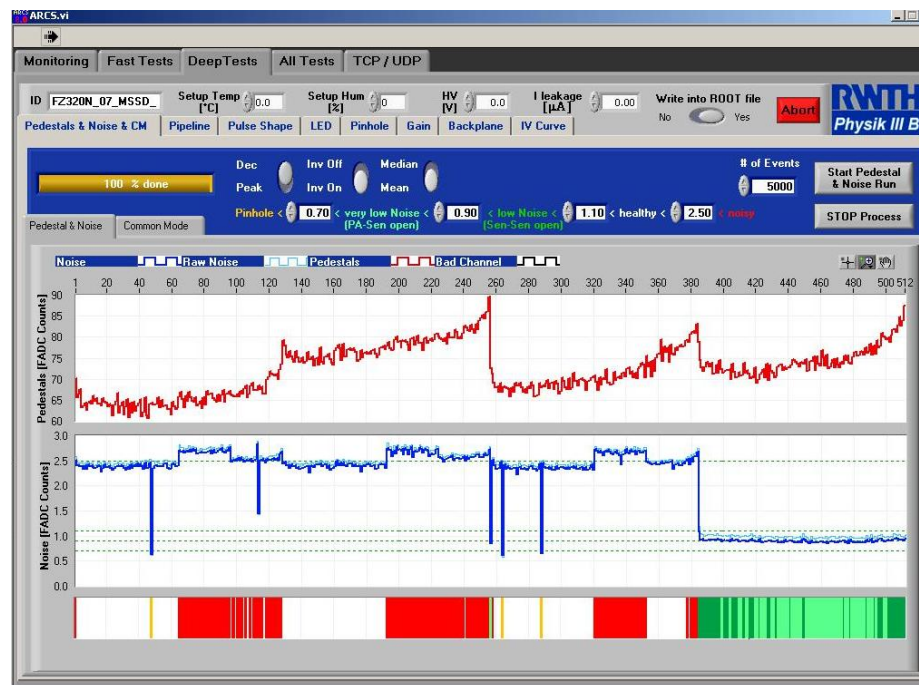 ARCS.vi
Monitoring Fast Tests DeepTests All Tests TCP / UDP
ID FZ320N_07_MSSD_ Setup Temp [°C] 0.0 Setup Hum [%] 0 HV [V] 0.0 I leakage [µA] 0.00 Write into ROOT file No Yes Abort RWTH
Physik III B
Pedestals & Noise & CM Pipeline Pulse Shape LED Pinhole Gain Backplane IV Curve
100 % done
Dec Inv Off Median
Peak Inv On Mean
# of Events
5000
Start Pedestal & Noise Run
STOP Process
Pinhole < 0.70 < very low Noise < 0.90 < low Noise < 1.10 < healthy < 2.50 < noisy
(PA-Sen open) (Sen-Sen open)
Pedestal & Noise Common Mode
Noise Raw Noise Pedestals Bad Channel
1 20 40 60 80 100 120 140 160 180 200 220 240 260 280 300 320 340 360 380 400 420 440 460 480 500 512
Pedestals [FADC Counts]
90
85
80
75
70
65
60
Noise [FADC Counts]
3.0
2.5
2.0
1.5
1.0
0.5
0.0